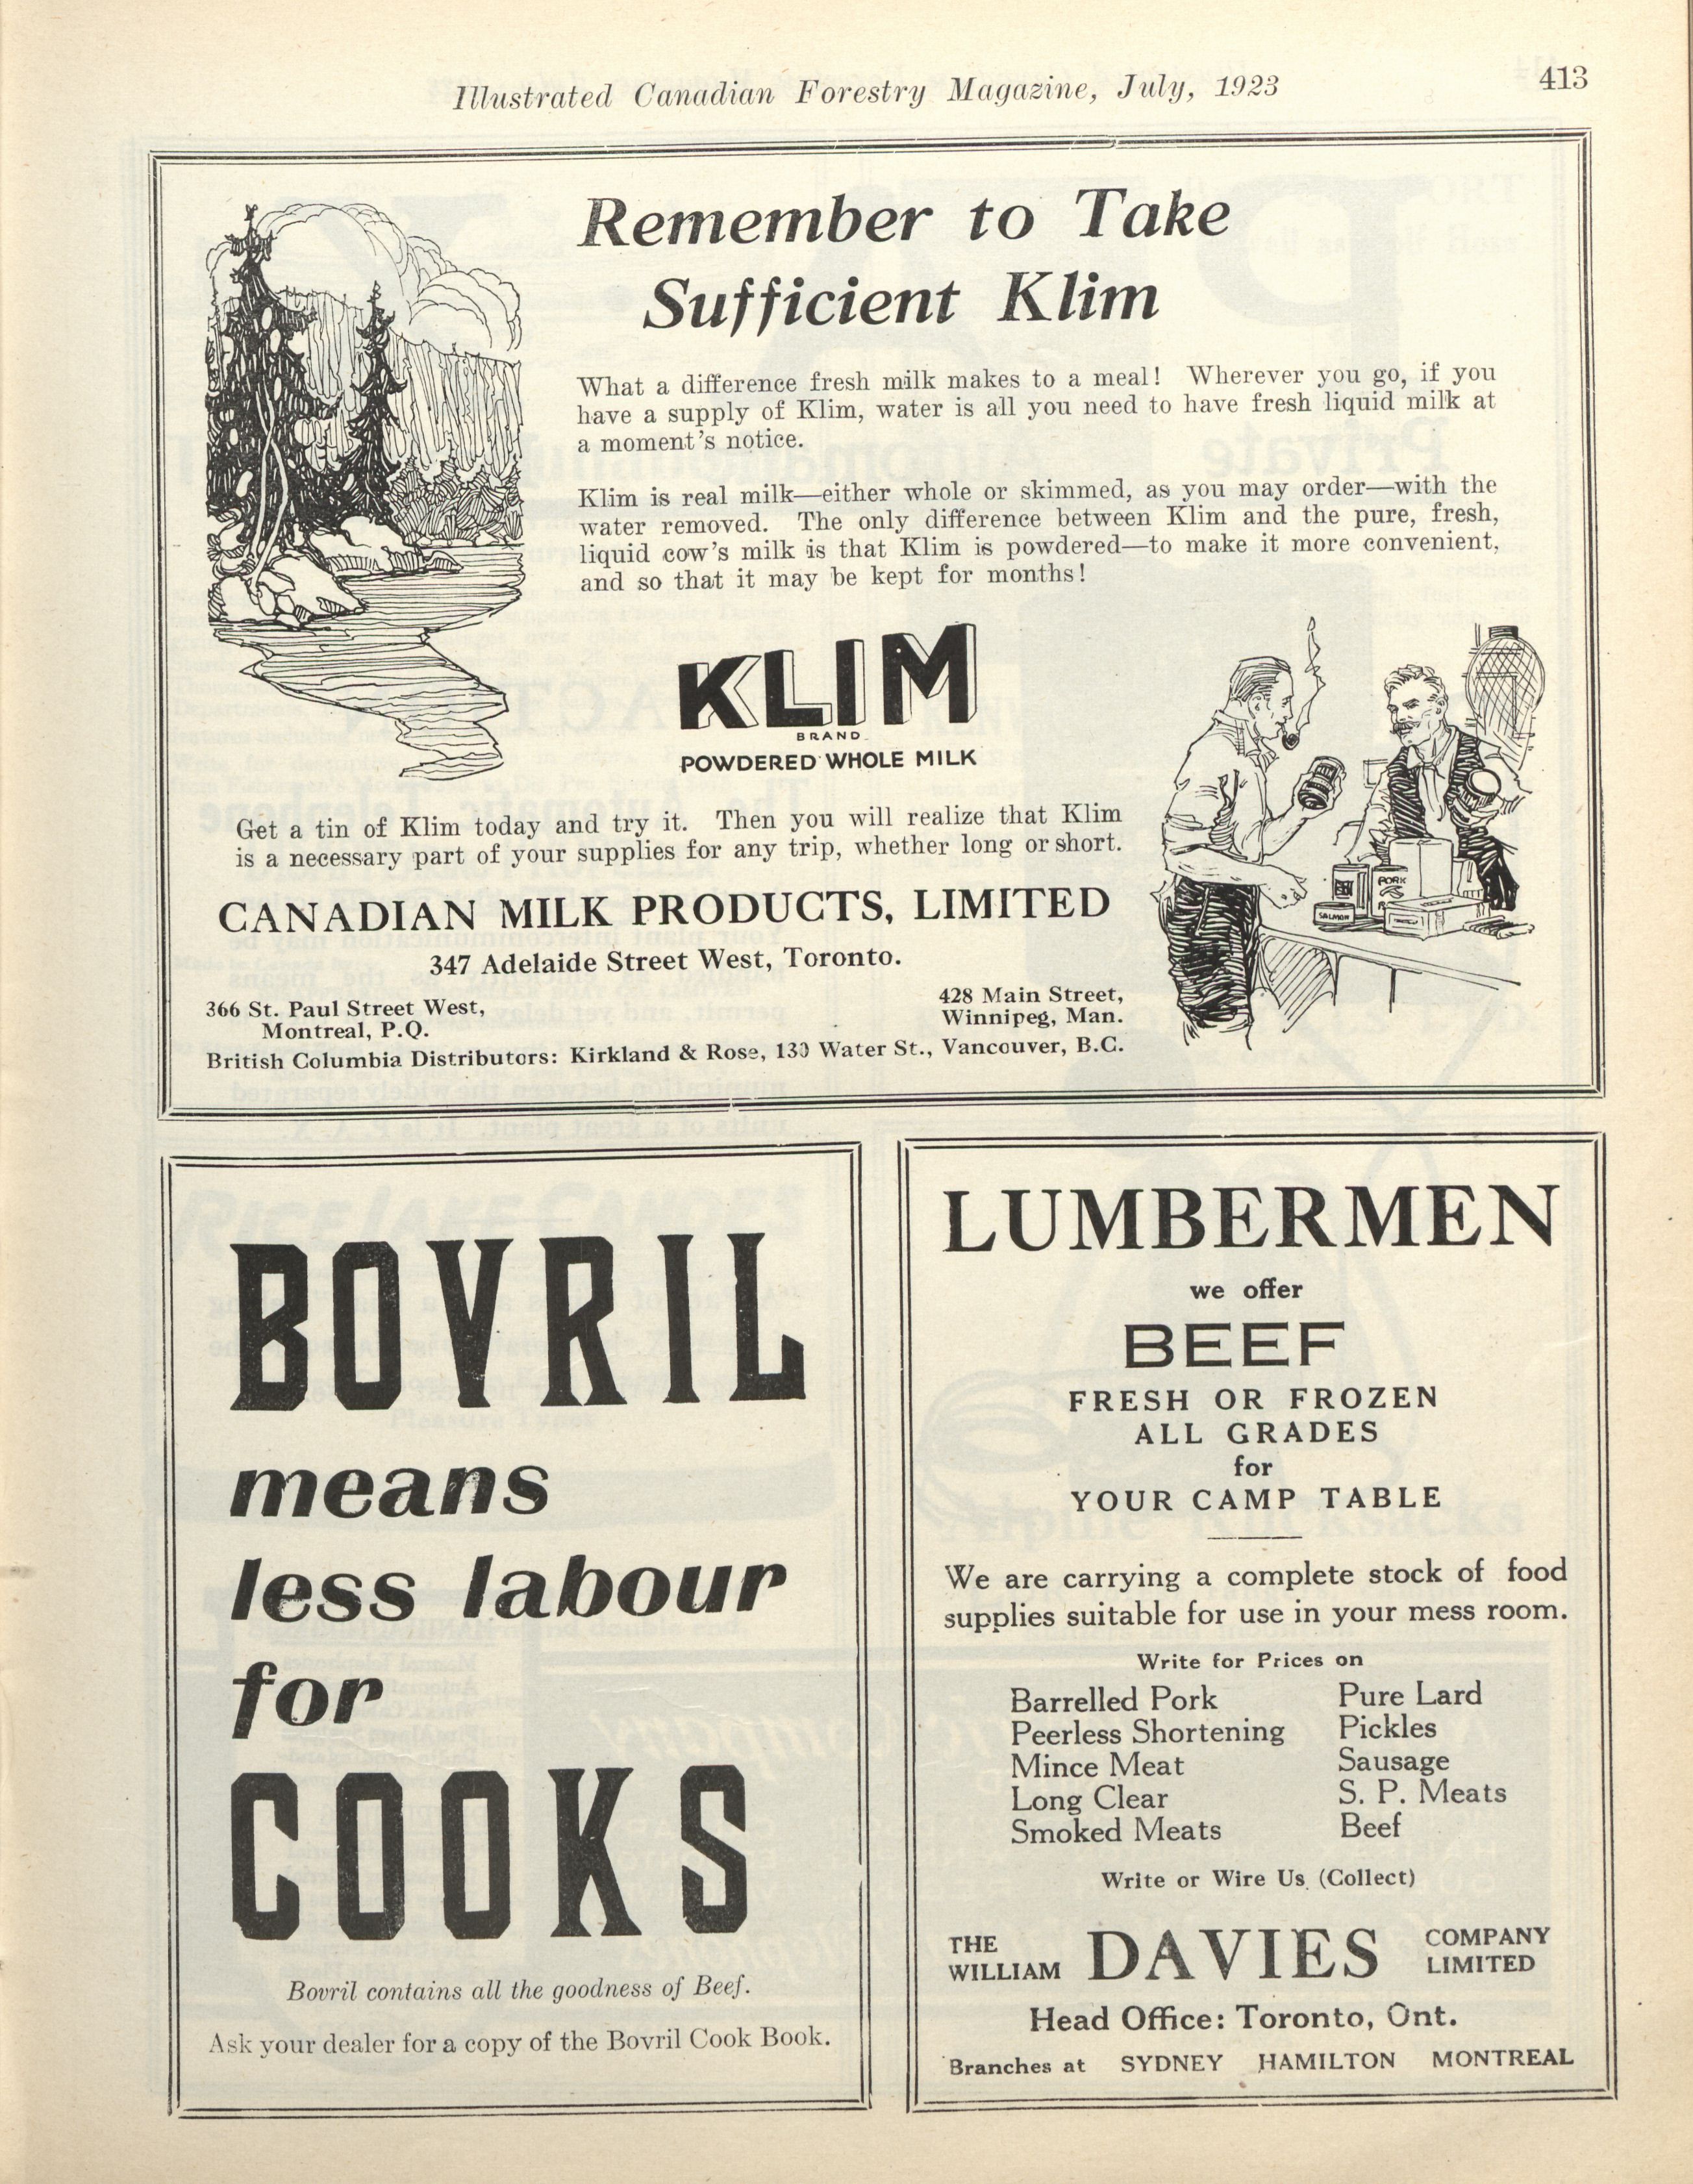 Illustrated Canadian Forestry Magazine, July, 1923
413
Remember to Take
Sufficient Klim
What a difference fresh milk makes to a meal! Wherever you go, if you
have a supply of Klim, water is all you need to have fresh liquid milk at
a moment's notice.
Klim is real milk—either whole or skimmed, as you may order—with the
water removed. The only difference between Klim and the pure, fresh,
liquid cow's milk is that Klim is powdered—to make it more convenient,
and so that it may be kept for months!
KLIM
BRAND
POWDERED WHOLE MILK
PORK
SALMON
Get a tin of Klim today and try it. Then you will realize that Klim
is a necessary part of your supplies for any trip, whether long or short.
CANADIAN MILK PRODUCTS, LIMITED
347 Adelaide Street West, Toronto.
366 St. Paul Street West,
Montreal, P.Q.
428 Main Street,
Winnipeg, Man.
British Columbia Distributors: Kirkland & Rose, 130 Water St., Vancouver, B.C.
BOVRIL
means
less labour
for
COOKS
Bovril contains all the goodness of Beef.
Ask your dealer for a copy of the Bovril Cook Book.
LUMBERMEN
we offer
BEEF
FRESH OR FROZEN
ALL GRADES
for
YOUR CAMP TABLE
We are carrying a complete stock of food
supplies suitable for use in your mess room.
Write for Prices on
Barrelled Pork
Peerless Shortening
Mince Meat
Long Clear
Smoked Meats
Pure Lard
Pickles
Sausage
S. P. Meats
Beef
Write or Wire Us (Collect)
THE WILLIAM DAVIES COMPANY LIMITED
Head Office: Toronto, Ont.
Branches at SYDNEY HAMILTON MONTREAL